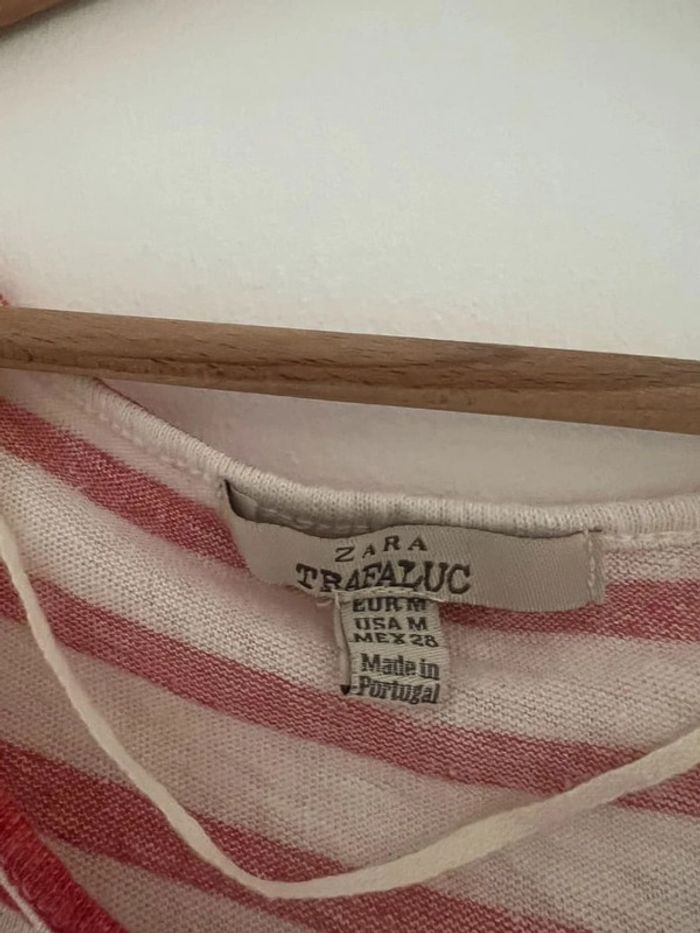 ZARA
TRAFALUC
EUR M
USA M
MEX 28
Made in
Portugal